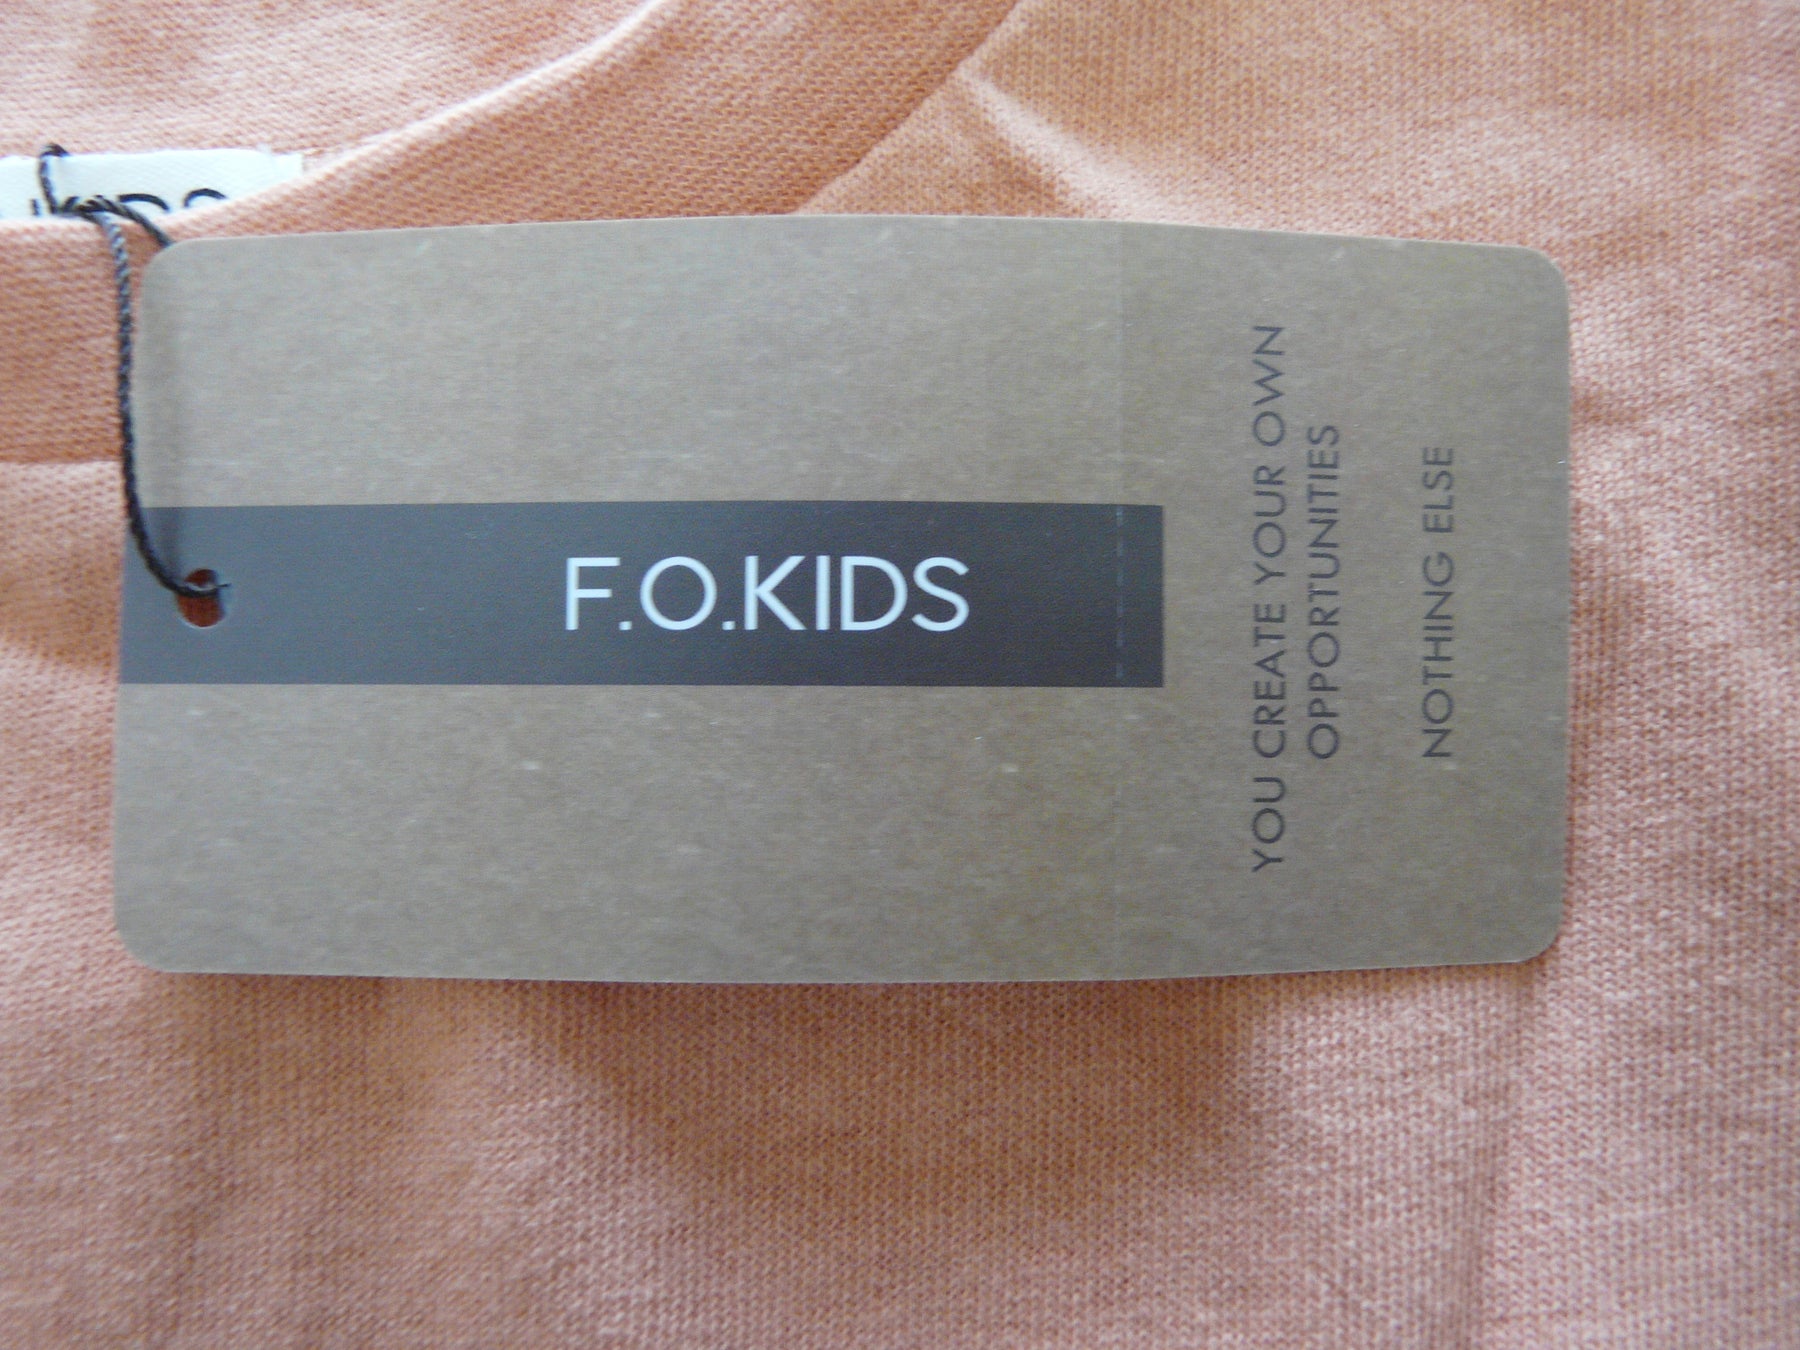 F.O.KIDS
YOU CREATE YOUR OWN
OPPORTUNITIES
NOTHING ELSE